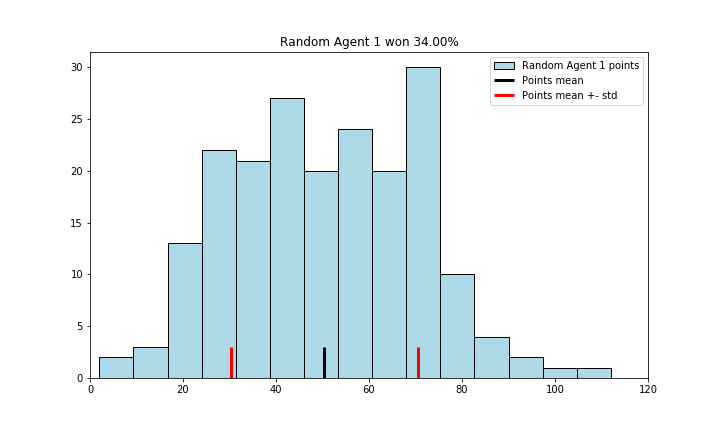 Random Agent 1 won 34.00%
Random Agent 1 points
Points mean
Points mean +- std
30
25
20
15
10
5
0
0 20 40 60 80 100 120